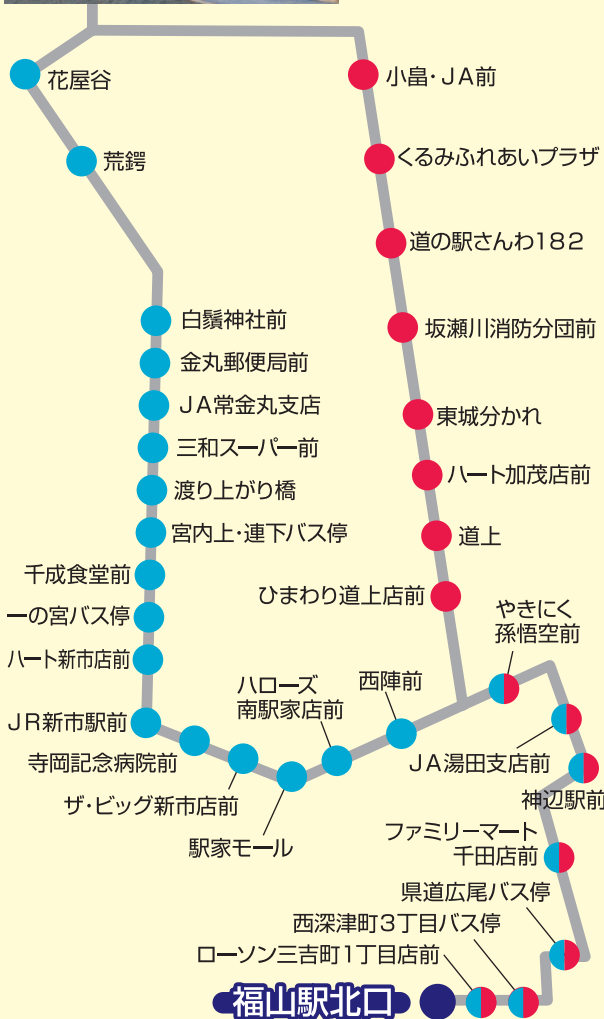 花屋谷
荒鍔
白鬚神社前
金丸郵便局前
JA常金丸支店
三和スーパー前
渡り上がり橋
宮内上・連下バス停
千成食堂前
一の宮バス停
ハート新市店前
JR新市駅前
寺岡記念病院前
ザ・ビッグ新市店前
駅家モール
ハローズ
南駅家店前
西陣前
小畠・JA前
くるみふれあいプラザ
道の駅さんわ182
坂瀬川消防分団前
東城分かれ
ハート加茂店前
道上
ひまわり道上店前
やきにく
孫悟空前
JA湯田支店前
神辺駅前
ファミリーマート
千田店前
県道広尾バス停
西深津町3丁目バス停
ローソン三吉町1丁目店前
福山駅北口